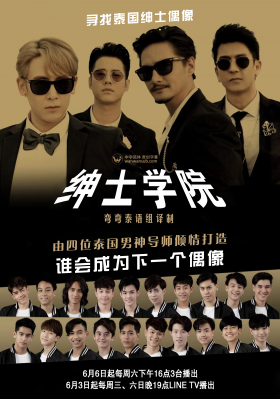 寻找泰国绅士偶像
绅士学院
弯弯泰语组译制
由四位泰国男神导师倾情打造
谁会成为下一个偶像
6月6日起每周六下午16点3台播出
6月3日起每周三、六日晚19点LINE TV播出